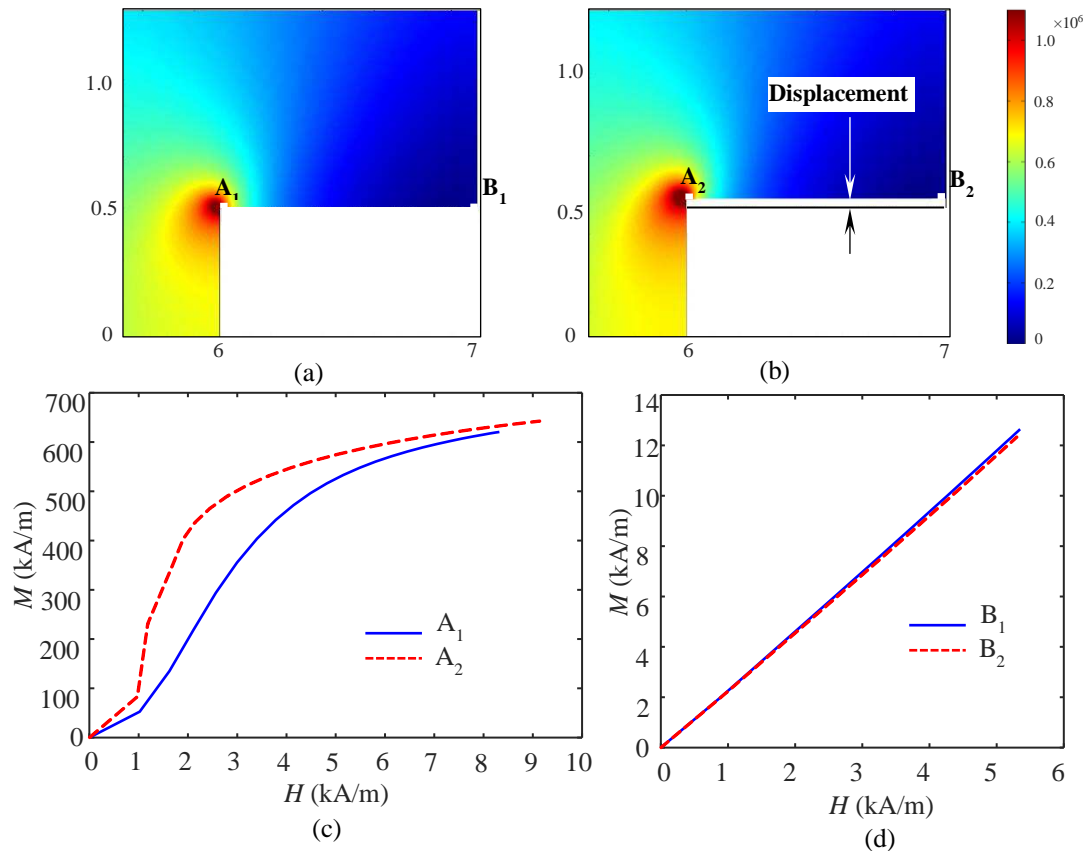 ×10⁶
1.0
0.5
0
6
7
A₁
B₁
(a)
1.0
0.5
0
6
7
Displacement
A₂
B₂
(b)
1.0
0.8
0.6
0.4
0.2
0
700
600
500
400
300
200
100
0
M (kA/m)
0 1 2 3 4 5 6 7 8 9 10
H (kA/m)
A₁
A₂
(c)
14
12
10
8
6
4
2
0
M (kA/m)
0 1 2 3 4 5 6
H (kA/m)
B₁
B₂
(d)